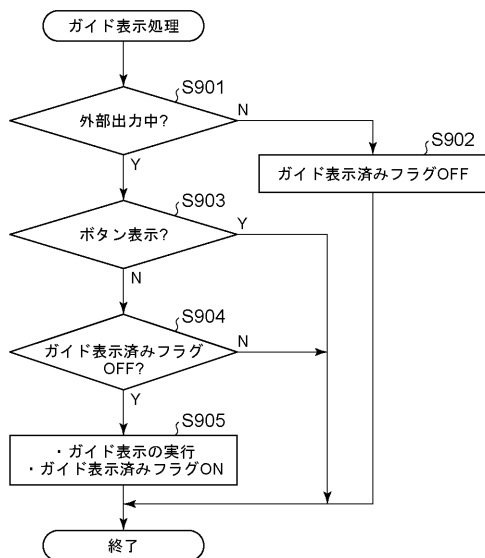 ガイド表示処理
S901
外部出力中?
N
Y
S902
ガイド表示済みフラグOFF
S903
ボタン表示?
Y
N
S904
ガイド表示済みフラグ
OFF?
N
Y
S905
・ガイド表示の実行
・ガイド表示済みフラグON
終了